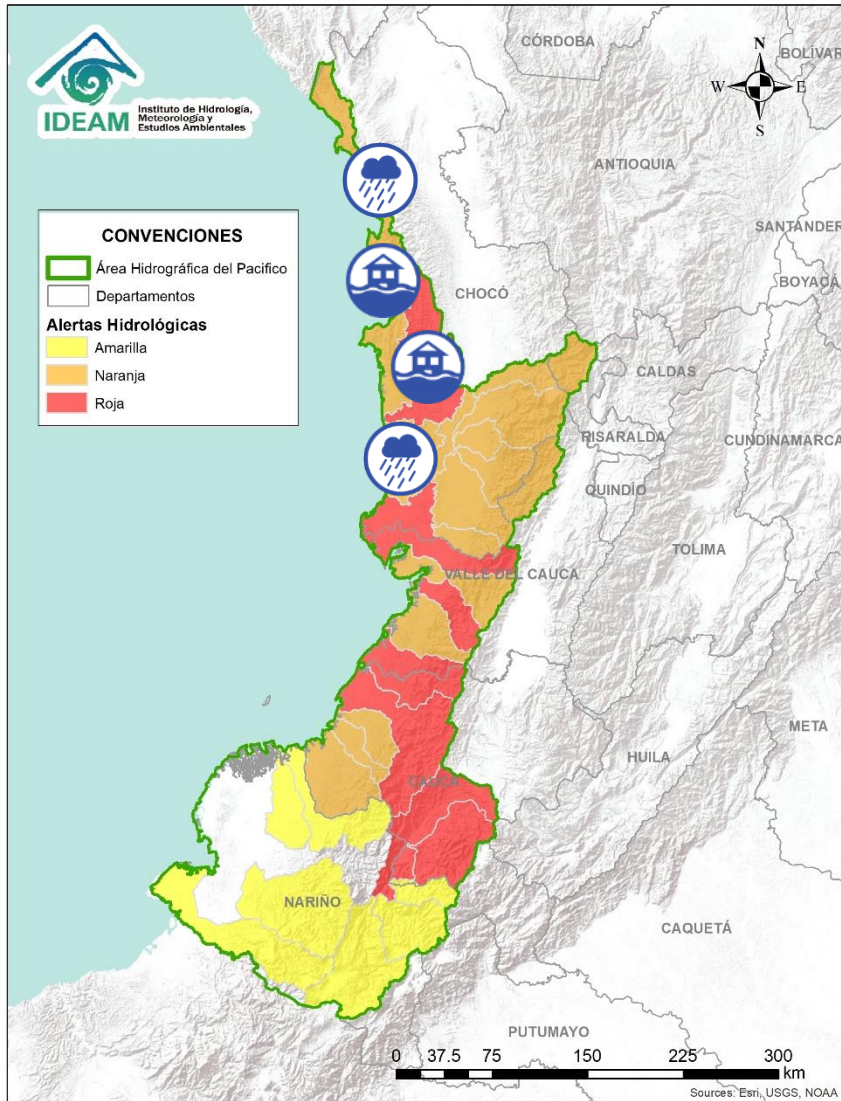 IDEAM
Instituto de Hidrología,
Meteorología y
Estudios Ambientales
CÓRDOBA
BOLÍVAR
N
W
E
S
ANTIOQUIA
SANTANDER
BOYACÁ
CONVENCIONES
Área Hidrográfica del Pacifico
Departamentos
Alertas Hidrológicas
Amarilla
Naranja
Roja
CHOCÓ
CALDAS
RISARALDA
CUNDINAMARCA
QUINDÍO
TOLIMA
VALLE DEL CAUCA
META
HUILA
CAUCA
NARIÑO
CAQUETÁ
PUTUMAYO
0 37.5 75 150 225 300
km
Sources: Esri, USGS, NOAA